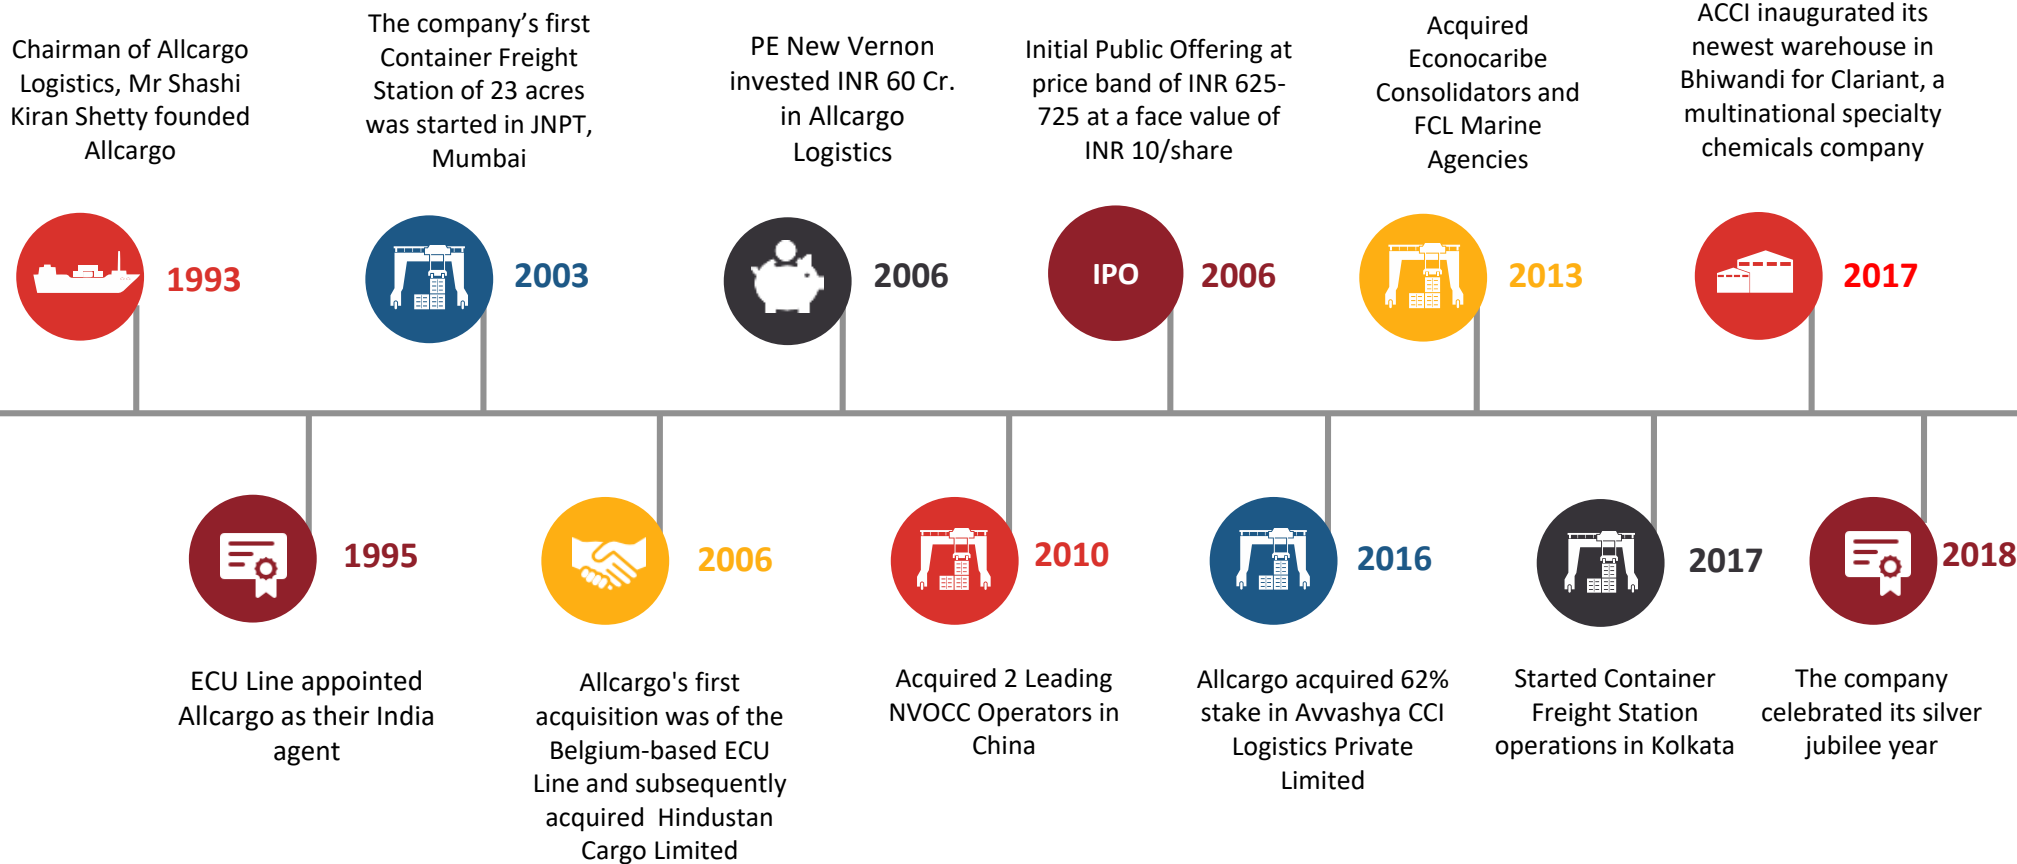 Chairman of Allcargo
Logistics, Mr Shashi
Kiran Shetty founded
Allcargo
1993
The company’s first
Container Freight
Station of 23 acres
was started in JNPT,
Mumbai
2003
PE New Vernon
invested INR 60 Cr.
in Allcargo
Logistics
2006
Initial Public Offering at
price band of INR 625-
725 at a face value of
INR 10/share
IPO
2006
Acquired
Econocaribe
Consolidators and
FCL Marine
Agencies
2013
ACCI inaugurated its
newest warehouse in
Bhiwandi for Clariant, a
multinational specialty
chemicals company
2017
1995
ECU Line appointed
Allcargo as their India
agent
2006
Allcargo's first
acquisition was of the
Belgium-based ECU
Line and subsequently
acquired Hindustan
Cargo Limited
2010
Acquired 2 Leading
NVOCC Operators in
China
2016
Allcargo acquired 62%
stake in Avvashya CCI
Logistics Private
Limited
2017
Started Container
Freight Station
operations in Kolkata
2018
The company
celebrated its silver
jubilee year